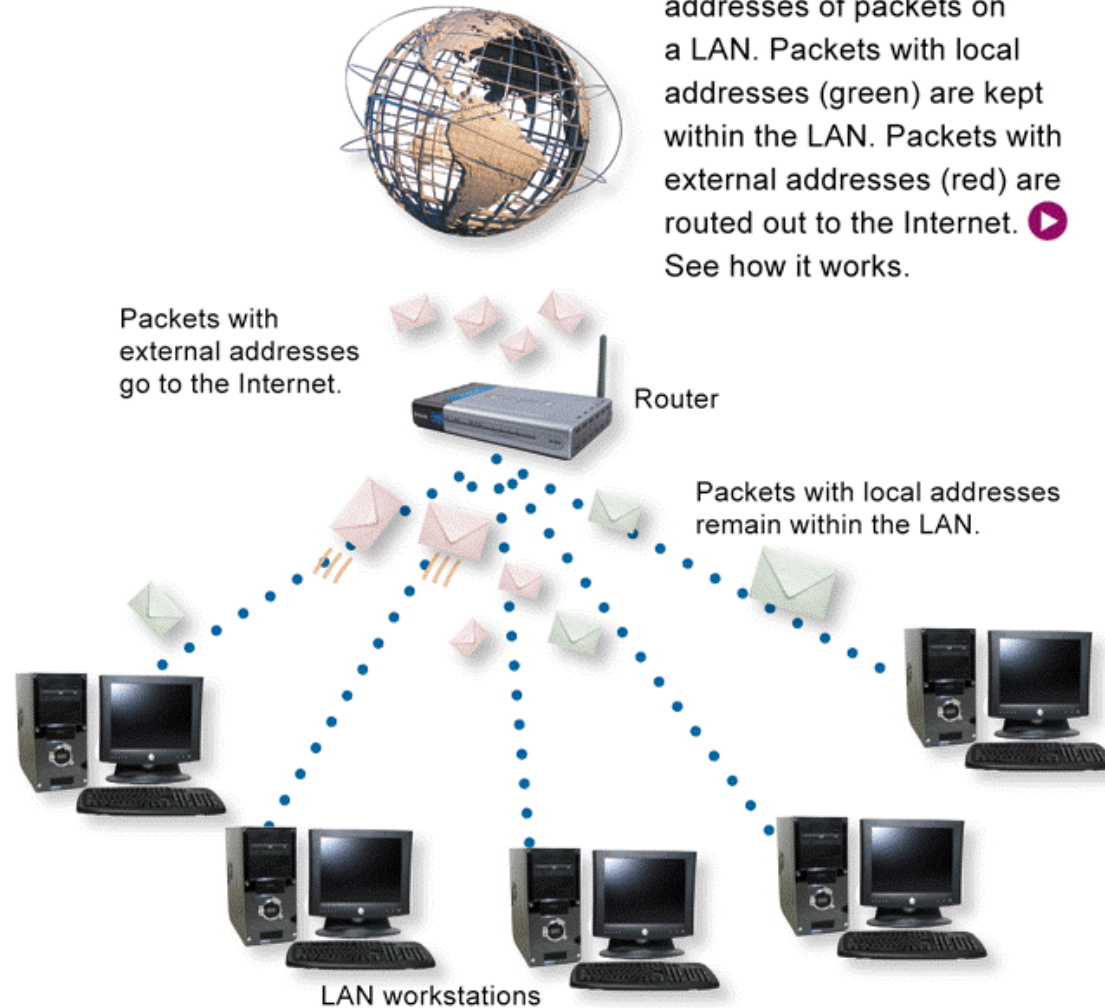 addresses of packets on
a LAN. Packets with local
addresses (green) are kept
within the LAN. Packets with
external addresses (red) are
routed out to the Internet.
See how it works.
Packets with
external addresses
go to the Internet.
Router
Packets with local addresses
remain within the LAN.
LAN workstations